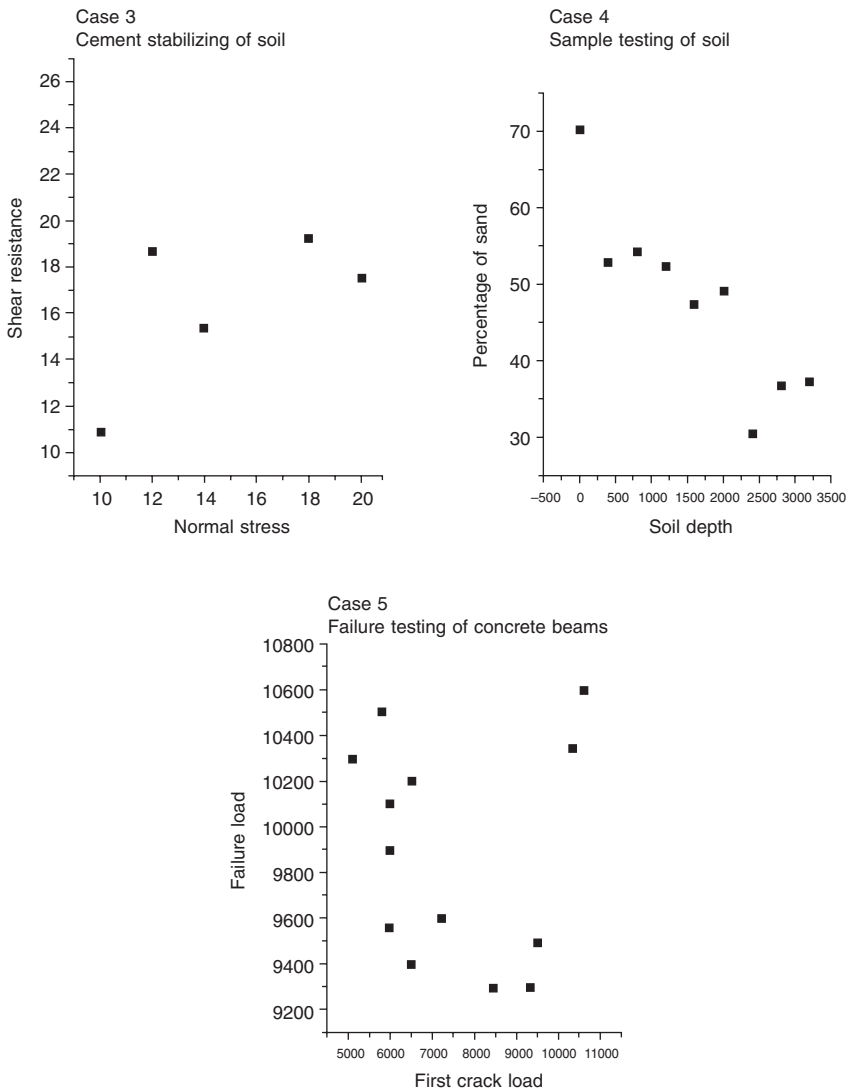 Case 3
Cement stabilizing of soil
26
24
22
20
18
16
14
12
10
Shear resistance
10 12 14 16 18 20
Normal stress
Case 4
Sample testing of soil
70
60
50
40
30
Percentage of sand
−500 0 500 1000 1500 2000 2500 3000 3500
Soil depth
Case 5
Failure testing of concrete beams
10800
10600
10400
10200
10000
9800
9600
9400
9200
Failure load
5000 6000 7000 8000 9000 10000 11000
First crack load